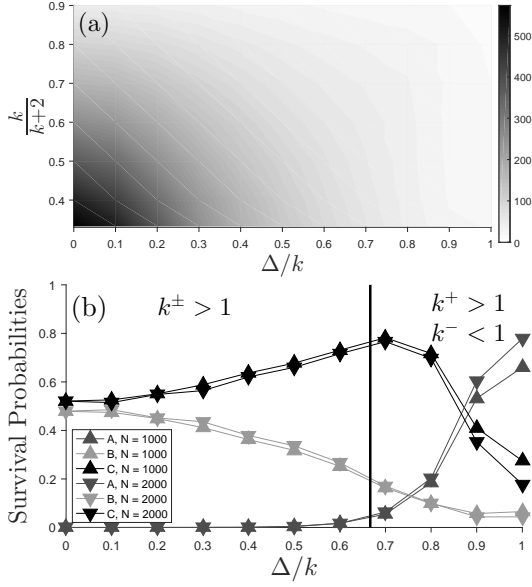 (a)
0.9
0.8
0.7
0.6
0.5
0.4
k/(k+2)
0 0.1 0.2 0.3 0.4 0.5 0.6 0.7 0.8 0.9 1
Δ/k
500
400
300
200
100
0
(b)
k± > 1
k+ > 1
k− < 1
Survival Probabilities
1
0.8
0.6
0.4
0.2
0
A, N = 1000
B, N = 1000
C, N = 1000
A, N = 2000
B, N = 2000
C, N = 2000
0 0.1 0.2 0.3 0.4 0.5 0.6 0.7 0.8 0.9 1
Δ/k